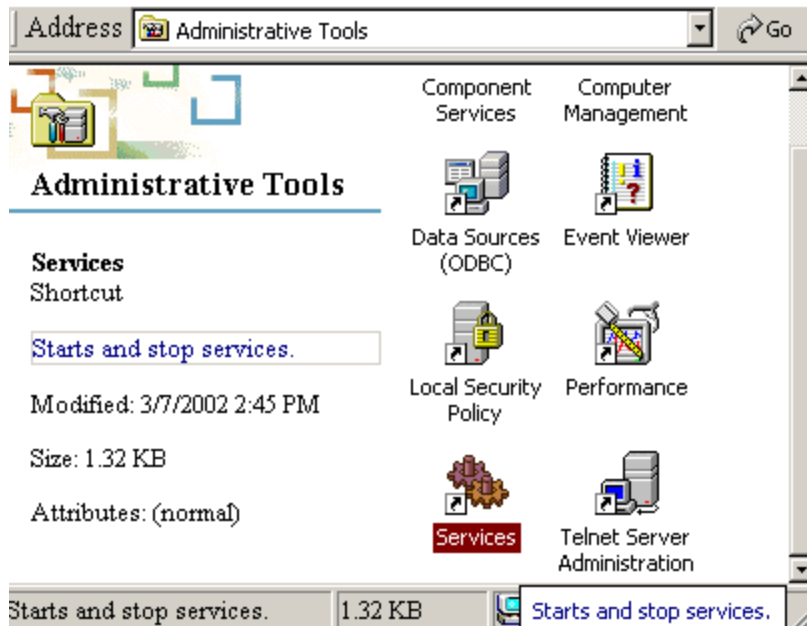 Address Administrative Tools Go
Administrative Tools
Services
Shortcut
Starts and stop services.
Modified: 3/7/2002 2:45 PM
Size: 1.32 KB
Attributes: (normal)
Component
Services
Computer
Management
Data Sources
(ODBC)
Event Viewer
Local Security
Policy
Performance
Services
Telnet Server
Administration
Starts and stop services. 1.32 KB
Starts and stop services.